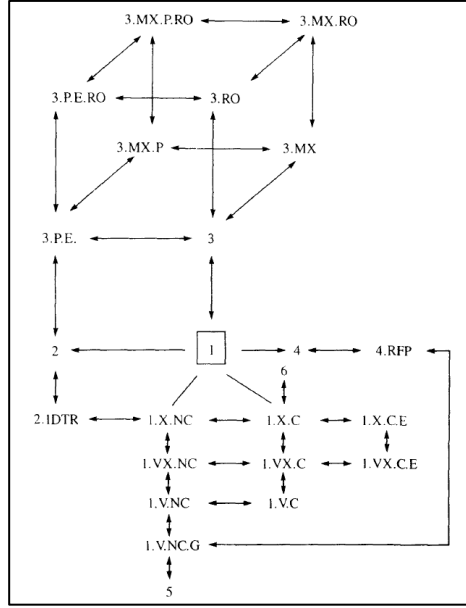 3.MX.P.RO 3.MX.RO
3.P.E.RO 3.RO
3.MX.P 3.MX
3.P.E. 3
2 1 4 4.RFP
6
2.1DTR 1.X.NC 1.X.C 1.X.C.E
1.VX.NC 1.VX.C 1.VX.C.E
1.V.NC 1.V.C
1.V.NC.G
5